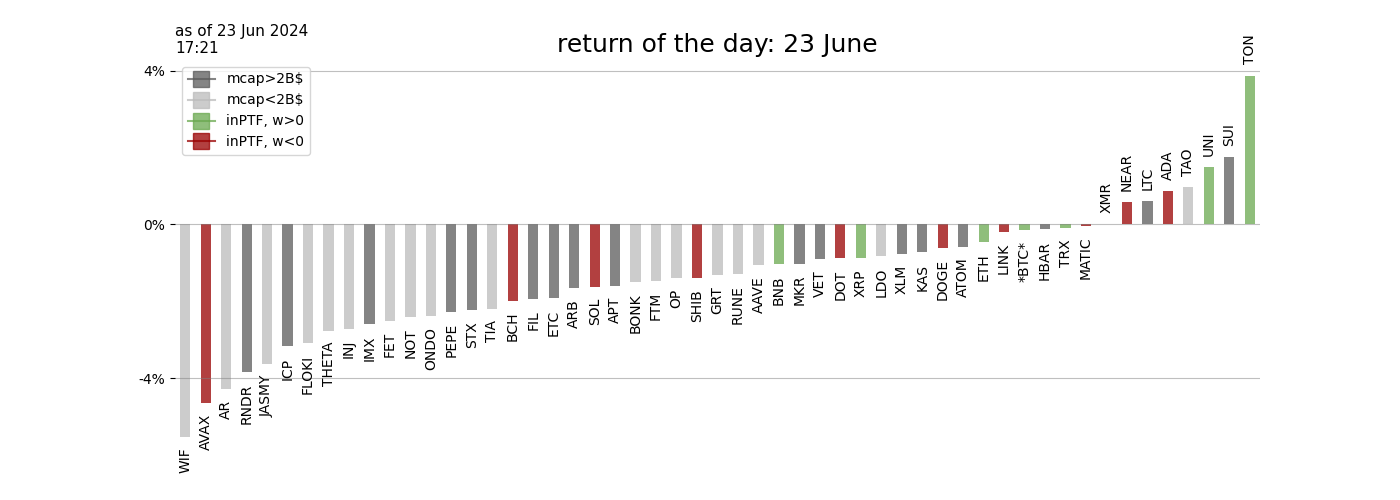 as of 23 Jun 2024
17:21
return of the day: 23 June
4%
0%
-4%
mcap>2B$
mcap<2B$
inPTF, w>0
inPTF, w<0
WIF
AVAX
AR
RNDR
JASMY
ICP
FLOKI
THETA
INJ
IMX
FET
NOT
ONDO
PEPE
STX
TIA
BCH
FIL
ETC
ARB
SOL
APT
BONK
FTM
OP
SHIB
GRT
RUNE
AAVE
BNB
MKR
VET
DOT
XRP
LDO
XLM
KAS
DOGE
ATOM
ETH
LINK
*BTC*
HBAR
TRX
MATIC
XMR
NEAR
LTC
ADA
TAO
UNI
SUI
TON